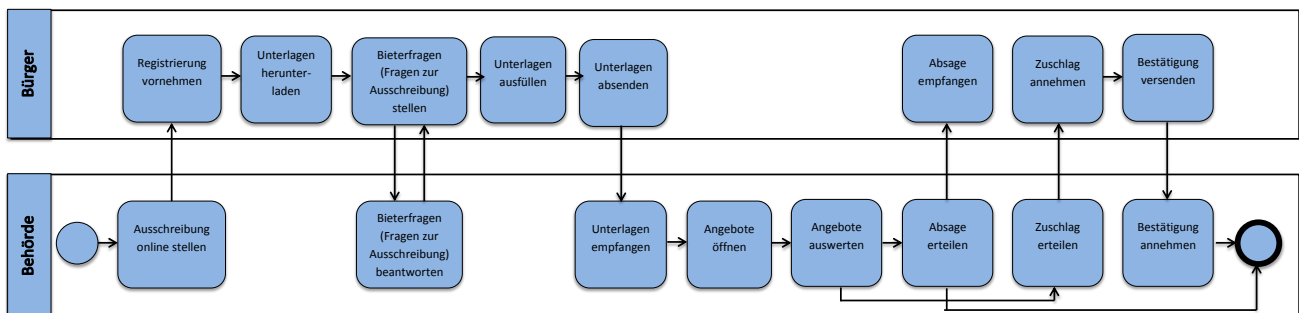 Bürger
Registrierung
vornehmen
Unterlagen
herunter-
laden
Bieterfragen
(Fragen zur
Ausschreibung)
stellen
Unterlagen
ausfüllen
Unterlagen
absenden
Absage
empfangen
Zuschlag
annehmen
Bestätigung
versenden
Behörde
Ausschreibung
online stellen
Bieterfragen
(Fragen zur
Ausschreibung)
beantworten
Unterlagen
empfangen
Angebote
öffnen
Angebote
auswerten
Absage
erteilen
Zuschlag
erteilen
Bestätigung
annehmen